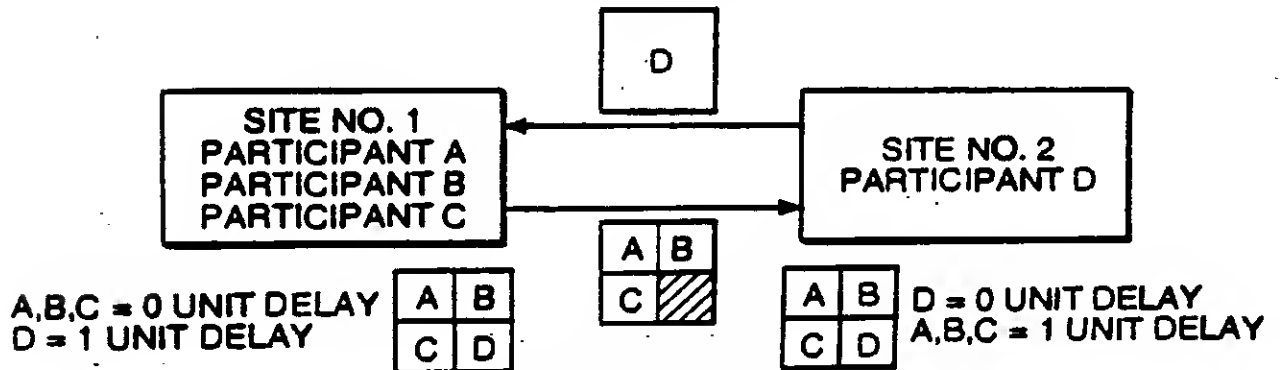 D
SITE NO. 1
PARTICIPANT A
PARTICIPANT B
PARTICIPANT C
SITE NO. 2
PARTICIPANT D
A B
C
A,B,C = 0 UNIT DELAY
D = 1 UNIT DELAY
A B
C D
A B
C D
D = 0 UNIT DELAY
A,B,C = 1 UNIT DELAY